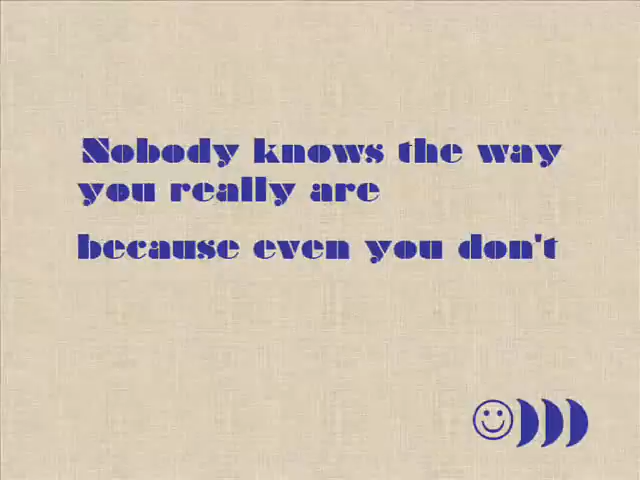 Nobody knows the way
you really are
because even you don't
☺)))